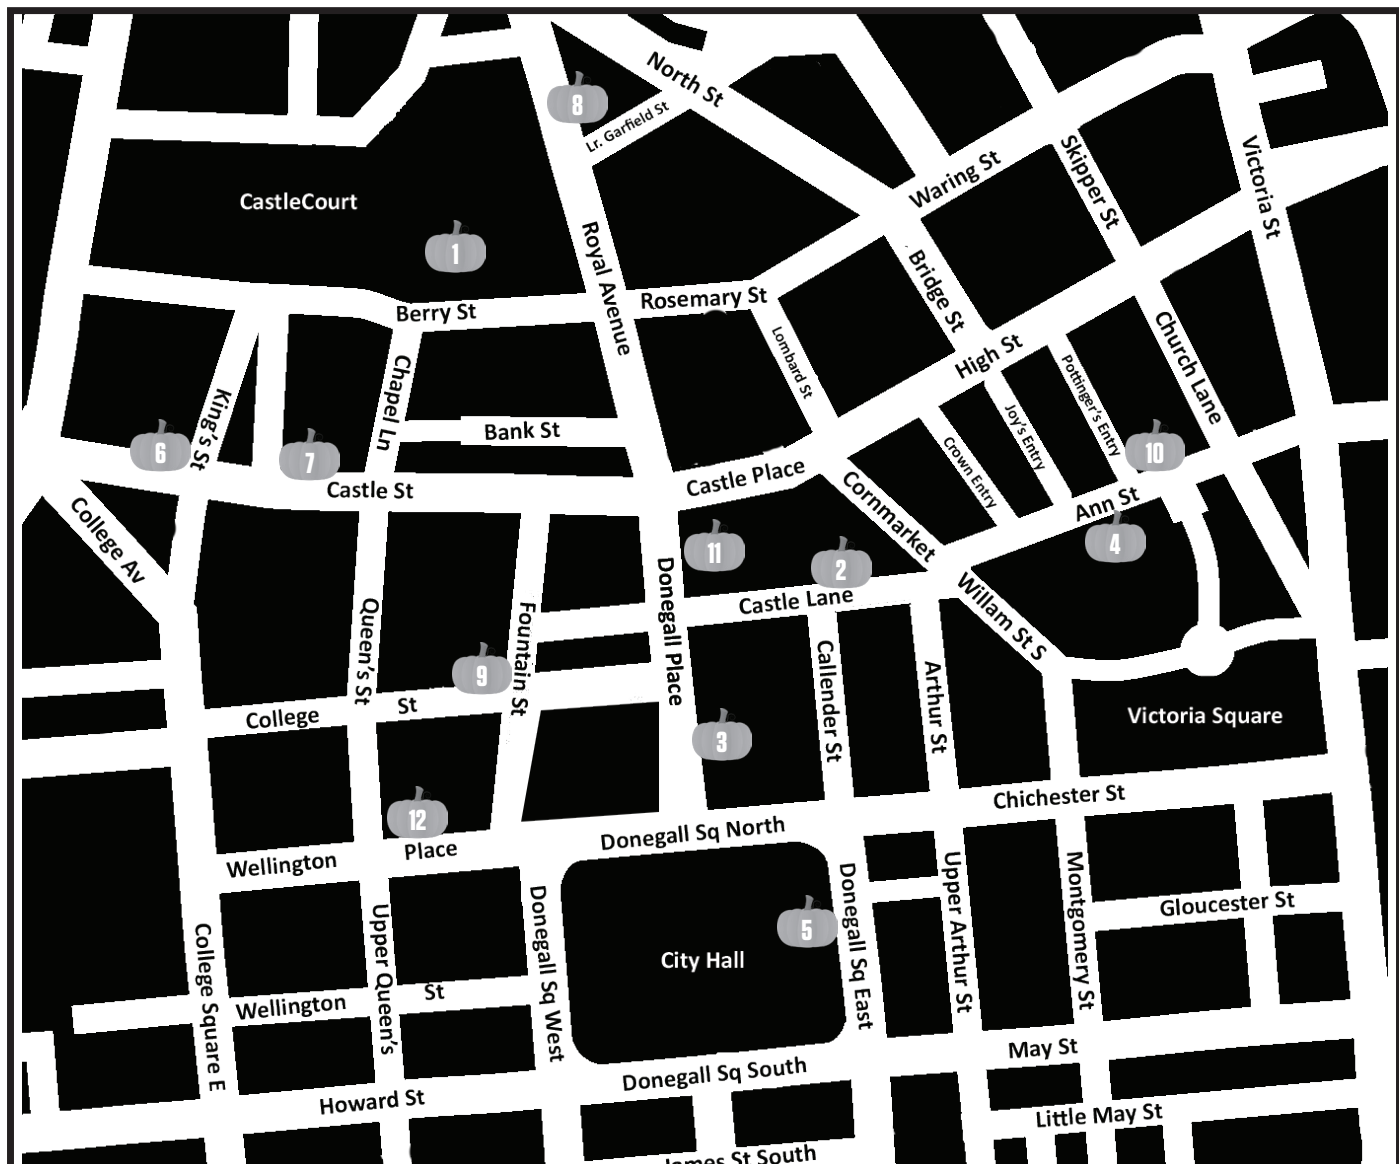 North St
8
Lr. Garfield St
Waring St
Skipper St
Victoria St
CastleCourt
1
Royal Avenue
Rosemary St
Berry St
Bridge St
High St
Lombard St
Church Lane
Chapel Ln
King's St
Pottinger's Entry
Joy's Entry
Crown Entry
Bank St
6
7
10
Castle St
Castle Place
Cornmarket
Ann St
College Av
11
2
4
Castle Lane
Willam St S
Queen's St
Fountain St
Donegall Place
9
Callender St
Arthur St
College
St
3
Victoria Square
12
Chichester St
Donegall Sq North
Wellington
Place
5
City Hall
Donegall Sq West
Donegall Sq East
Upper Arthur St
Montgomery St
Gloucester St
College Square E
Upper Queen's
Wellington
St
May St
Donegall Sq South
Howard St
Little May St
James St South